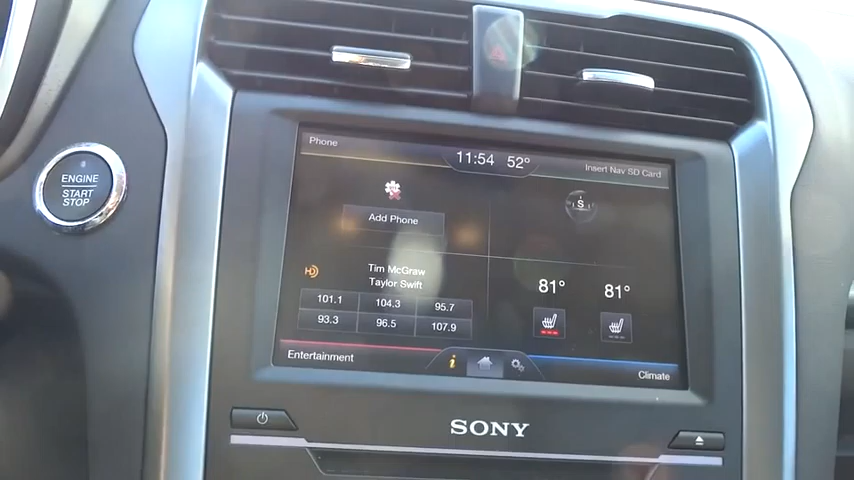 Phone
11:54 52°
Insert Nav SD Card
ENGINE
START
STOP
Add Phone
S
HD
Tim McGraw
Taylor Swift
101.1 104.3 95.7
93.3 96.5 107.9
81° 81°
Entertainment
i
Climate
SONY